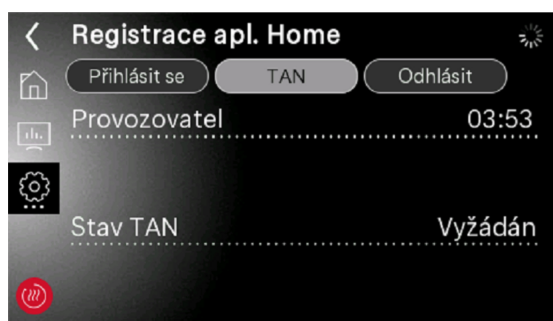 Registrace apl. Home
Přihlásit se TAN Odhlásit
Provozovatel 03:53
Stav TAN Vyžádán